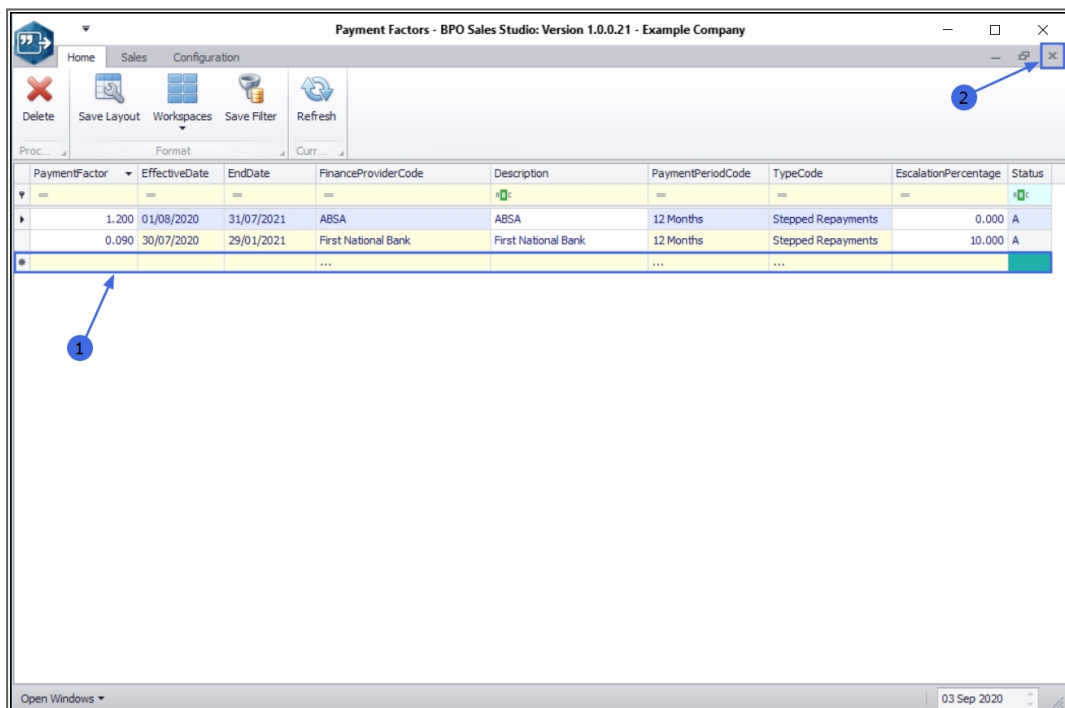 Payment Factors - BPO Sales Studio: Version 1.0.0.21 - Example Company
Home Sales Configuration
2
Delete Save Layout Workspaces Save Filter Refresh
Proc... Format Curr...
PaymentFactor EffectiveDate EndDate FinanceProviderCode Description PaymentPeriodCode TypeCode EscalationPercentage Status
= = = = = = =
1.200 01/08/2020 31/07/2021 ABSA ABSA 12 Months Stepped Repayments 0.000 A
0.090 30/07/2020 29/01/2021 First National Bank First National Bank 12 Months Stepped Repayments 10.000 A
... ... ...
1
Open Windows 03 Sep 2020